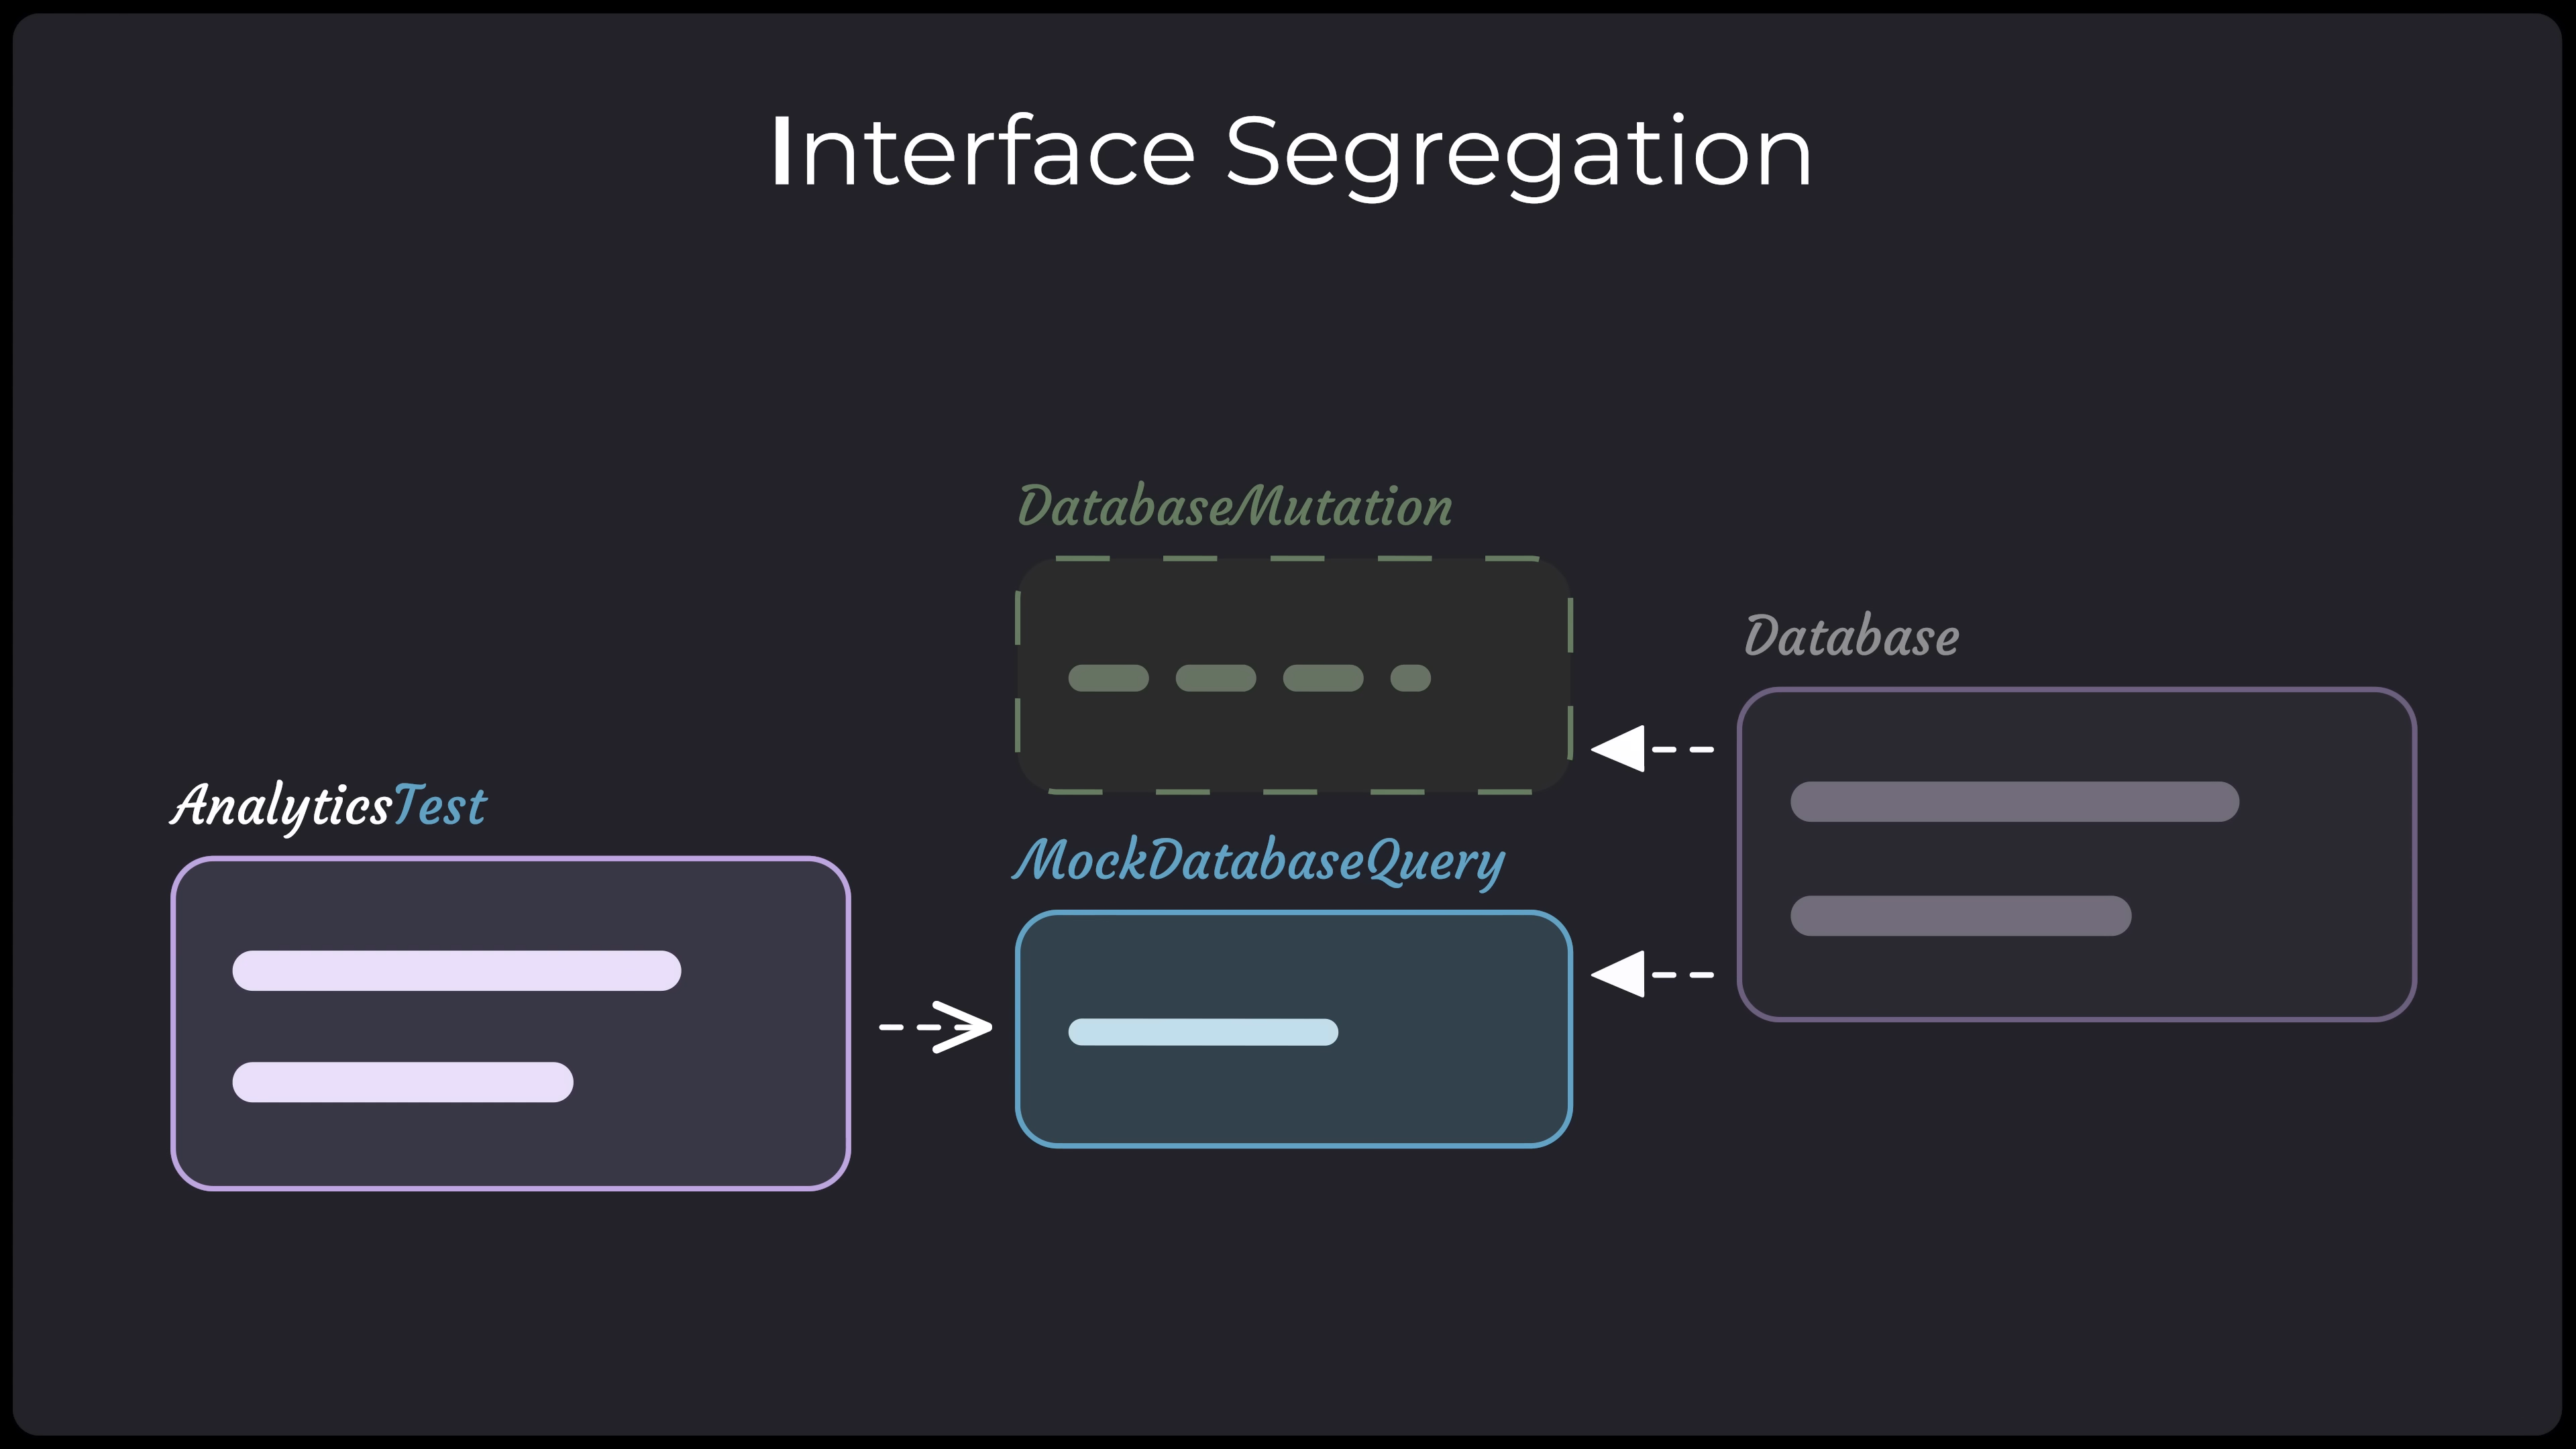 Interface Segregation
DatabaseMutation
Database
AnalyticsTest
MockDatabaseQuery